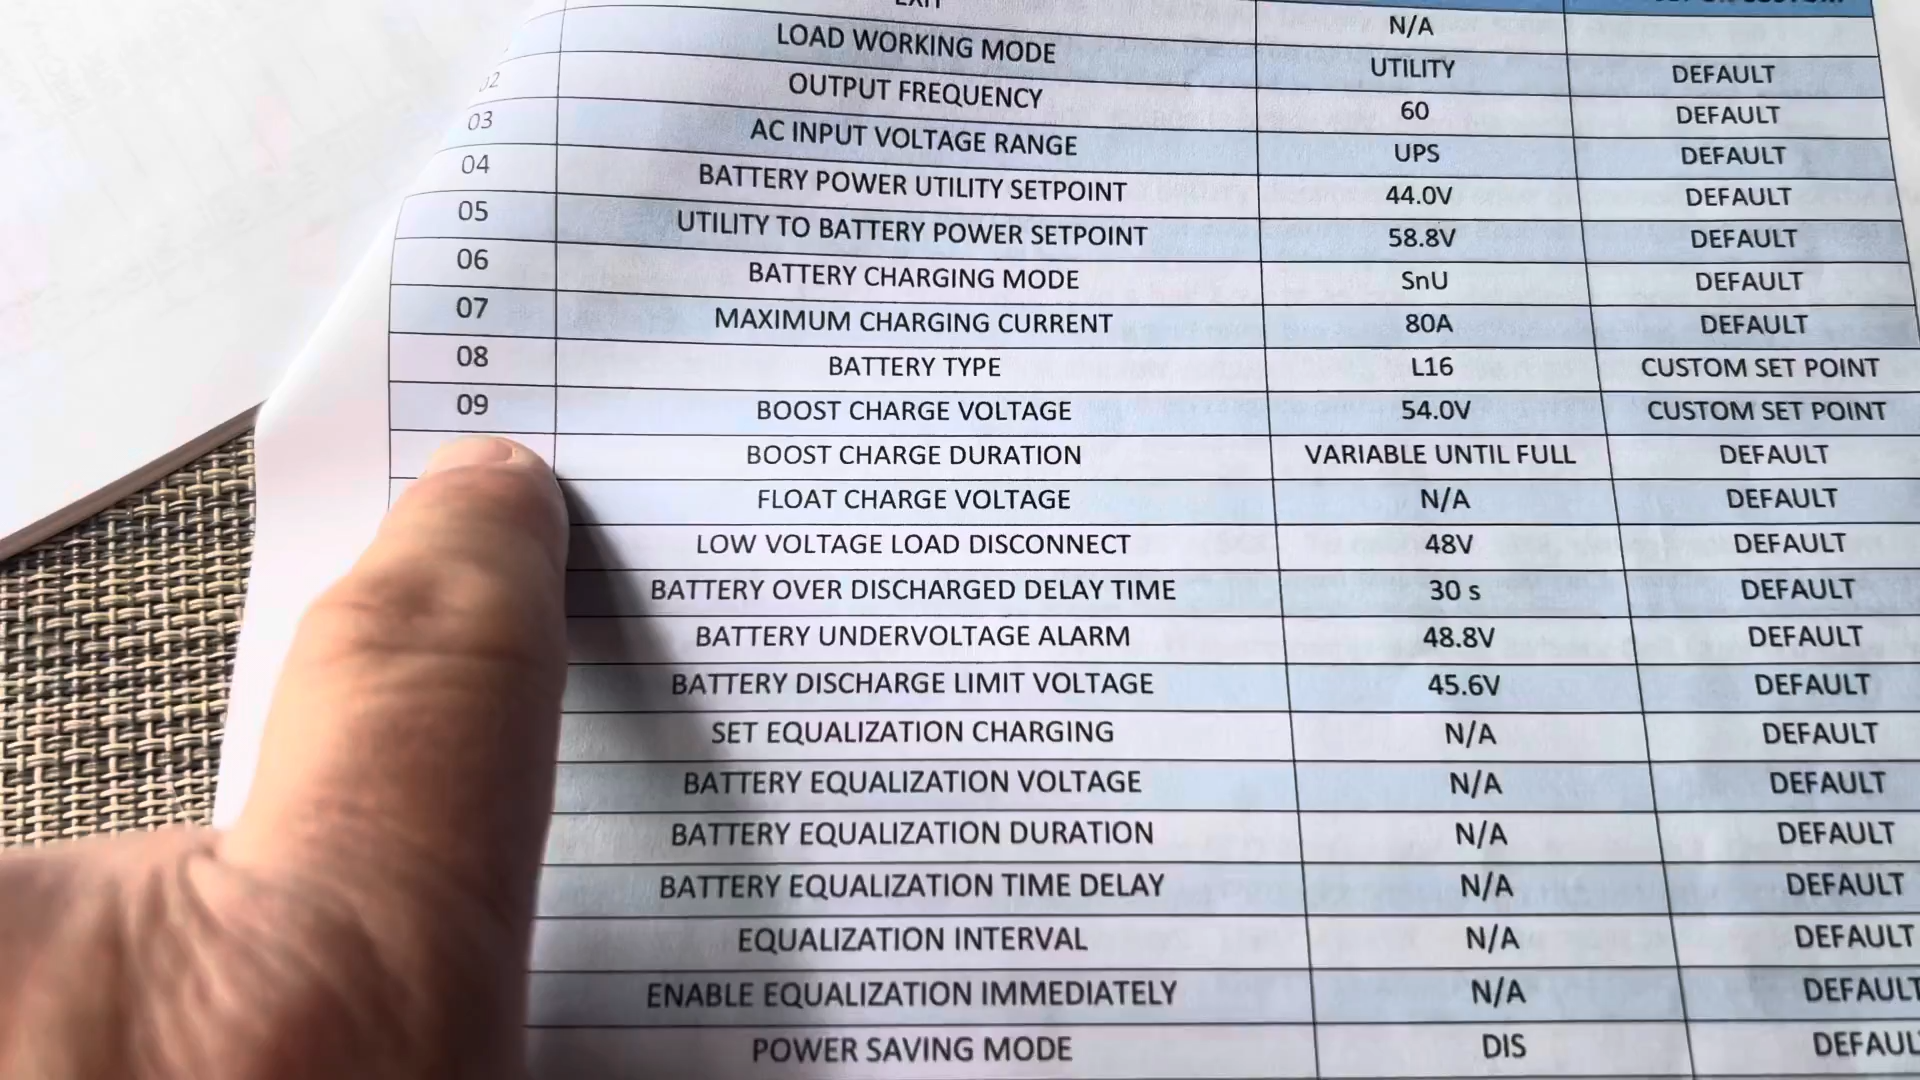 EXIT N/A
LOAD WORKING MODE UTILITY DEFAULT
02 OUTPUT FREQUENCY 60 DEFAULT
03 AC INPUT VOLTAGE RANGE UPS DEFAULT
04 BATTERY POWER UTILITY SETPOINT 44.0V DEFAULT
05 UTILITY TO BATTERY POWER SETPOINT 58.8V DEFAULT
06 BATTERY CHARGING MODE SnU DEFAULT
07 MAXIMUM CHARGING CURRENT 80A DEFAULT
08 BATTERY TYPE L16 CUSTOM SET POINT
09 BOOST CHARGE VOLTAGE 54.0V CUSTOM SET POINT
BOOST CHARGE DURATION VARIABLE UNTIL FULL DEFAULT
FLOAT CHARGE VOLTAGE N/A DEFAULT
LOW VOLTAGE LOAD DISCONNECT 48V DEFAULT
BATTERY OVER DISCHARGED DELAY TIME 30 s DEFAULT
BATTERY UNDERVOLTAGE ALARM 48.8V DEFAULT
BATTERY DISCHARGE LIMIT VOLTAGE 45.6V DEFAULT
SET EQUALIZATION CHARGING N/A DEFAULT
BATTERY EQUALIZATION VOLTAGE N/A DEFAULT
BATTERY EQUALIZATION DURATION N/A DEFAULT
BATTERY EQUALIZATION TIME DELAY N/A DEFAULT
EQUALIZATION INTERVAL N/A DEFAULT
ENABLE EQUALIZATION IMMEDIATELY N/A DEFAULT
POWER SAVING MODE DIS DEFAUL